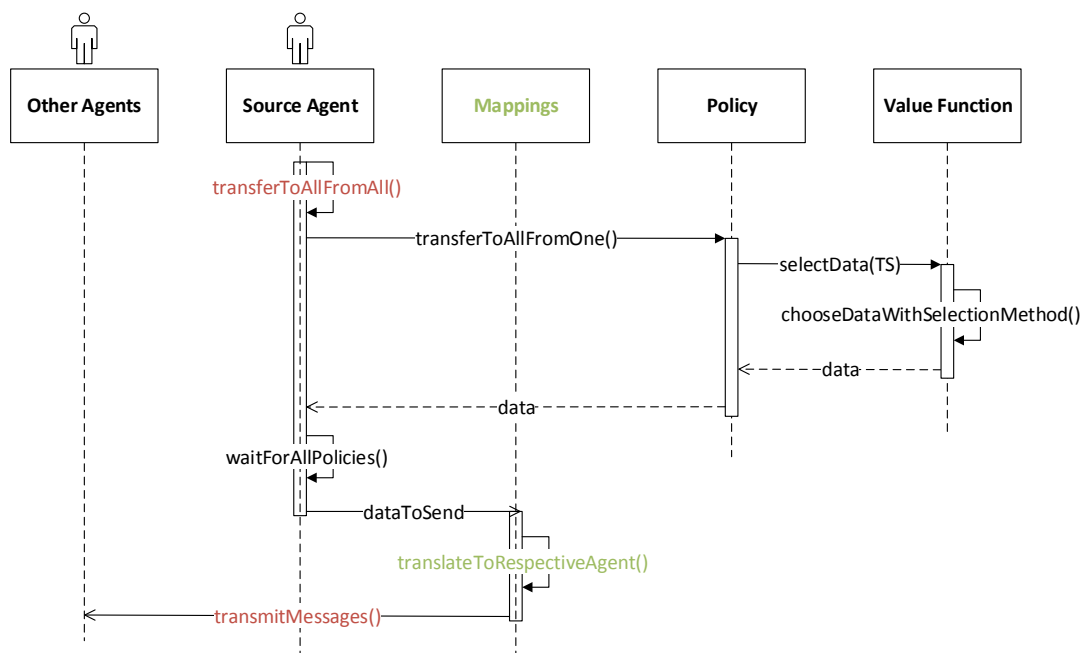 Other Agents
Source Agent
Mappings
Policy
Value Function
transferToAllFromAll()
transferToAllFromOne()
selectData(TS)
chooseDataWithSelectionMethod()
data
data
waitForAllPolicies()
dataToSend
translateToRespectiveAgent()
transmitMessages()